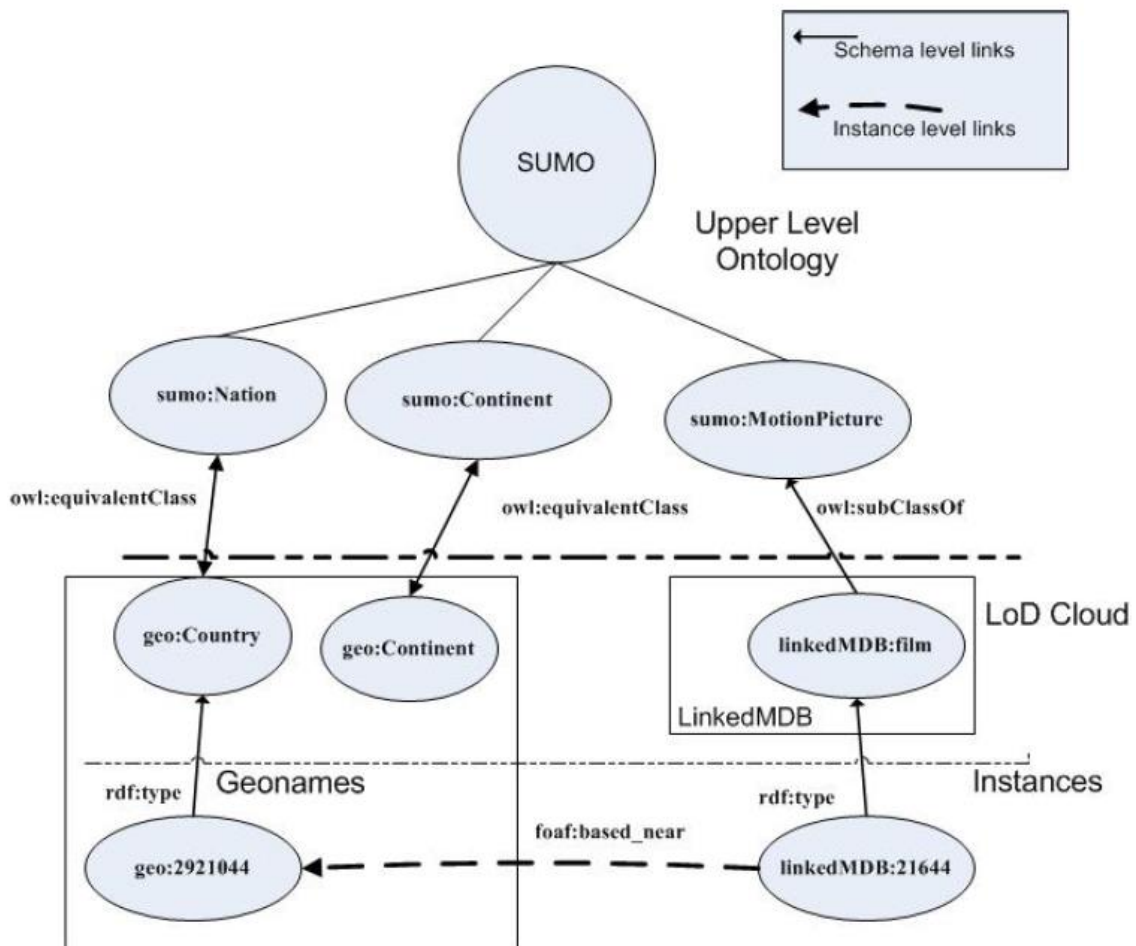 Schema level links
Instance level links
SUMO
Upper Level
Ontology
sumo:Nation
sumo:Continent
sumo:MotionPicture
owl:equivalentClass
owl:equivalentClass
owl:subClassOf
geo:Country
geo:Continent
linkedMDB:film
LoD Cloud
LinkedMDB
Geonames
Instances
rdf:type
rdf:type
foaf:based_near
geo:2921044
linkedMDB:21644